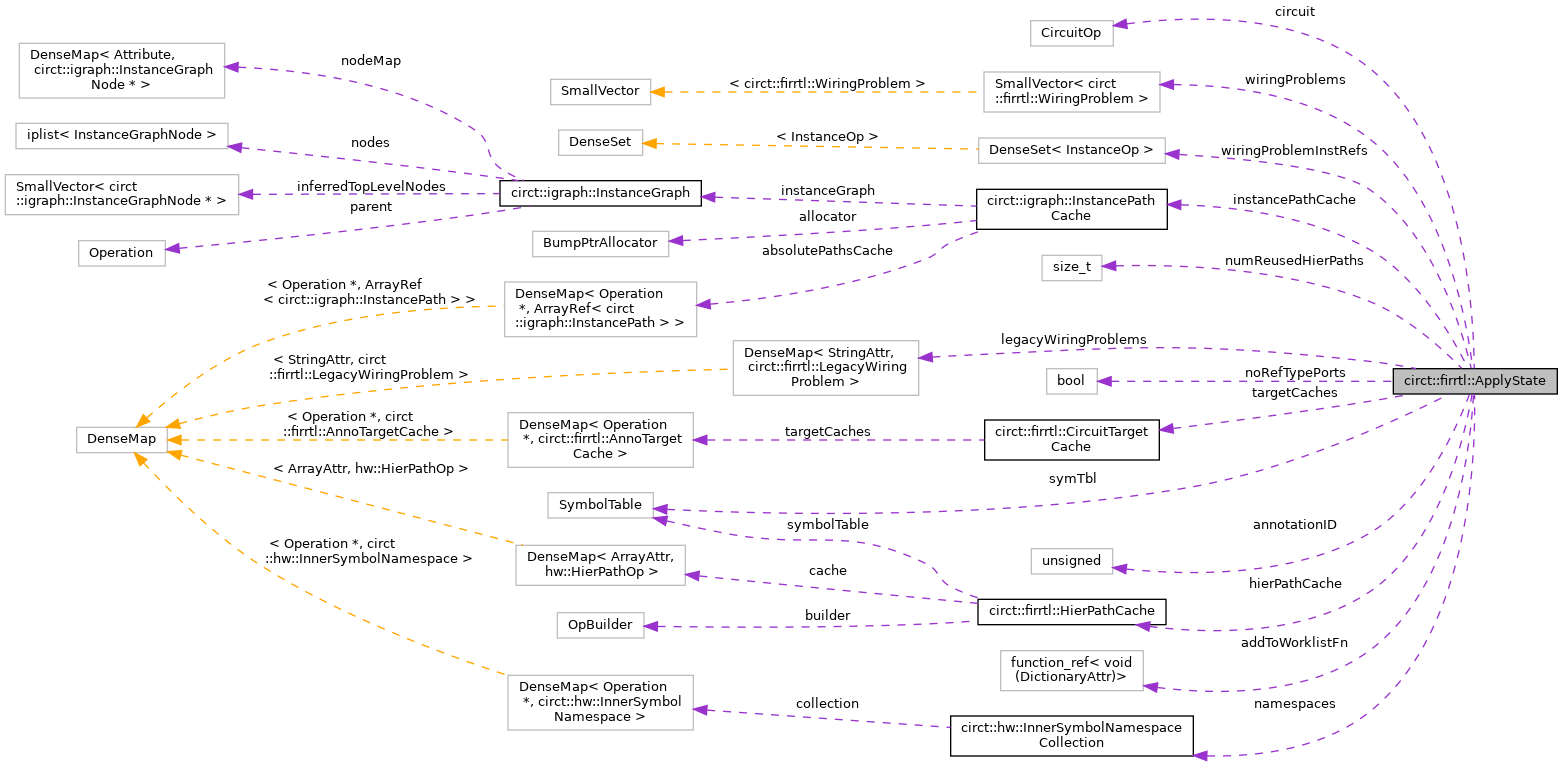 circuit
CircuitOp
DenseMap< Attribute,
circt::igraph::InstanceGraph
Node * >
nodeMap
SmallVector
< circt::firrtl::WiringProblem >
SmallVector< circt
::firrtl::WiringProblem >
wiringProblems
iplist< InstanceGraphNode >
nodes
DenseSet
< InstanceOp >
DenseSet< InstanceOp >
wiringProblemInstRefs
SmallVector< circt
::igraph::InstanceGraphNode * >
inferredTopLevelNodes
parent
circt::igraph::InstanceGraph
instanceGraph
circt::igraph::InstancePath
Cache
instancePathCache
Operation
BumpPtrAllocator
allocator
absolutePathsCache
size_t
numReusedHierPaths
< Operation *, ArrayRef
< circt::igraph::InstancePath > >
DenseMap< Operation
*, ArrayRef< circt
::igraph::InstancePath > >
< StringAttr, circt
::firrtl::LegacyWiringProblem >
DenseMap< StringAttr,
circt::firrtl::LegacyWiring
Problem >
legacyWiringProblems
bool
noRefTypePorts
targetCaches
circt::firrtl::ApplyState
DenseMap
< Operation *, circt
::firrtl::AnnoTargetCache >
DenseMap< Operation
*, circt::firrtl::AnnoTarget
Cache >
targetCaches
circt::firrtl::CircuitTarget
Cache
< ArrayAttr, hw::HierPathOp >
symTbl
SymbolTable
symbolTable
annotationID
< Operation *, circt
::hw::InnerSymbolNamespace >
DenseMap< ArrayAttr,
hw::HierPathOp >
cache
unsigned
hierPathCache
OpBuilder
builder
circt::firrtl::HierPathCache
addToWorklistFn
function_ref< void
(DictionaryAttr)>
DenseMap< Operation
*, circt::hw::InnerSymbol
Namespace >
collection
circt::hw::InnerSymbolNamespace
Collection
namespaces